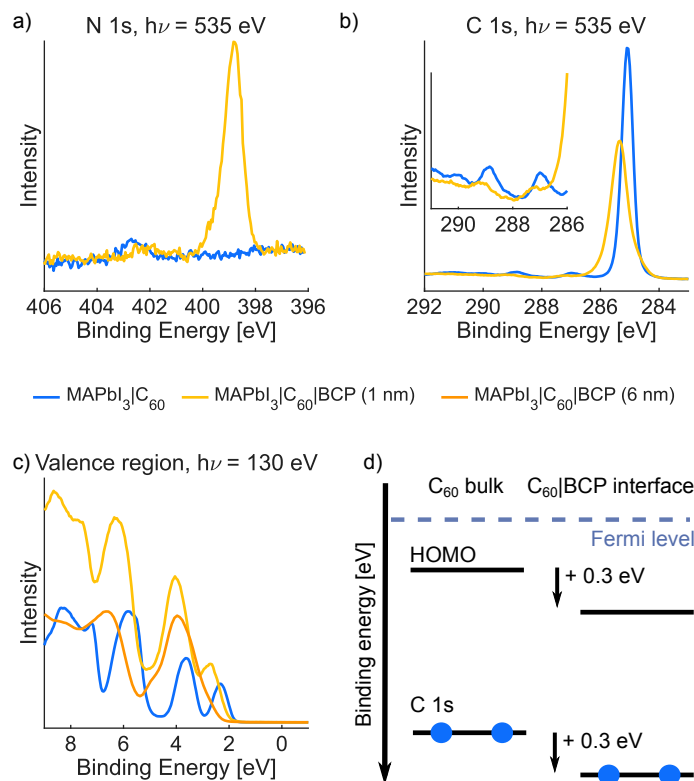 a)
N 1s, hν = 535 eV
Intensity
406 404 402 400 398 396
Binding Energy [eV]
b)
C 1s, hν = 535 eV
Intensity
290 288 286
292 290 288 286 284
Binding Energy [eV]
MAPbI₃|C₆₀
MAPbI₃|C₆₀|BCP (1 nm)
MAPbI₃|C₆₀|BCP (6 nm)
c) Valence region, hν = 130 eV
Intensity
8 6 4 2 0
Binding Energy [eV]
d)
C₆₀ bulk
C₆₀|BCP interface
Fermi level
HOMO
+ 0.3 eV
Binding energy [eV]
C 1s
+ 0.3 eV